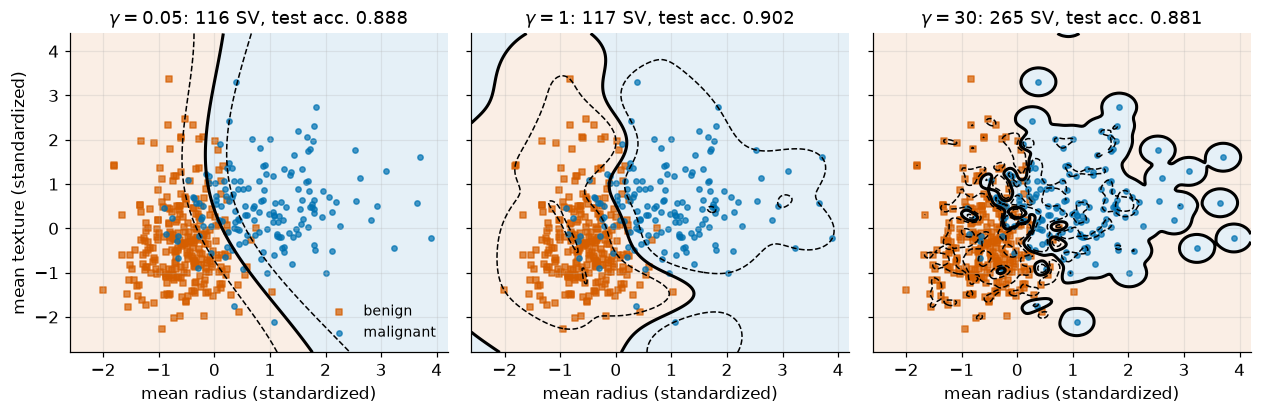 γ = 0.05: 116 SV, test acc. 0.888
γ = 1: 117 SV, test acc. 0.902
γ = 30: 265 SV, test acc. 0.881
mean texture (standardized)
4
3
2
1
0
−1
−2
benign
malignant
−2 −1 0 1 2 3 4
−2 −1 0 1 2 3 4
−2 −1 0 1 2 3 4
mean radius (standardized)
mean radius (standardized)
mean radius (standardized)